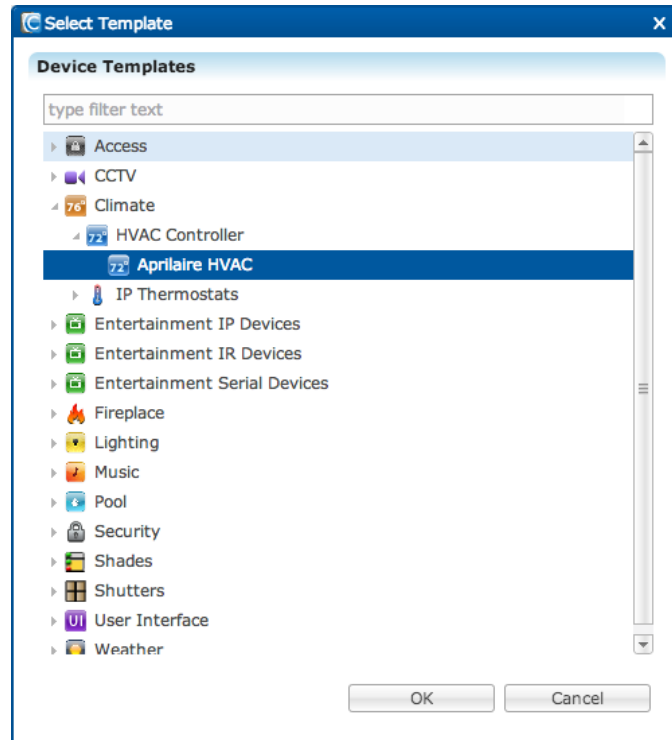 Select Template
Device Templates
type filter text
Access
CCTV
76° Climate
72° HVAC Controller
72° Aprilaire HVAC
IP Thermostats
Entertainment IP Devices
Entertainment IR Devices
Entertainment Serial Devices
Fireplace
Lighting
Music
Pool
Security
Shades
Shutters
UI User Interface
Weather
OK Cancel